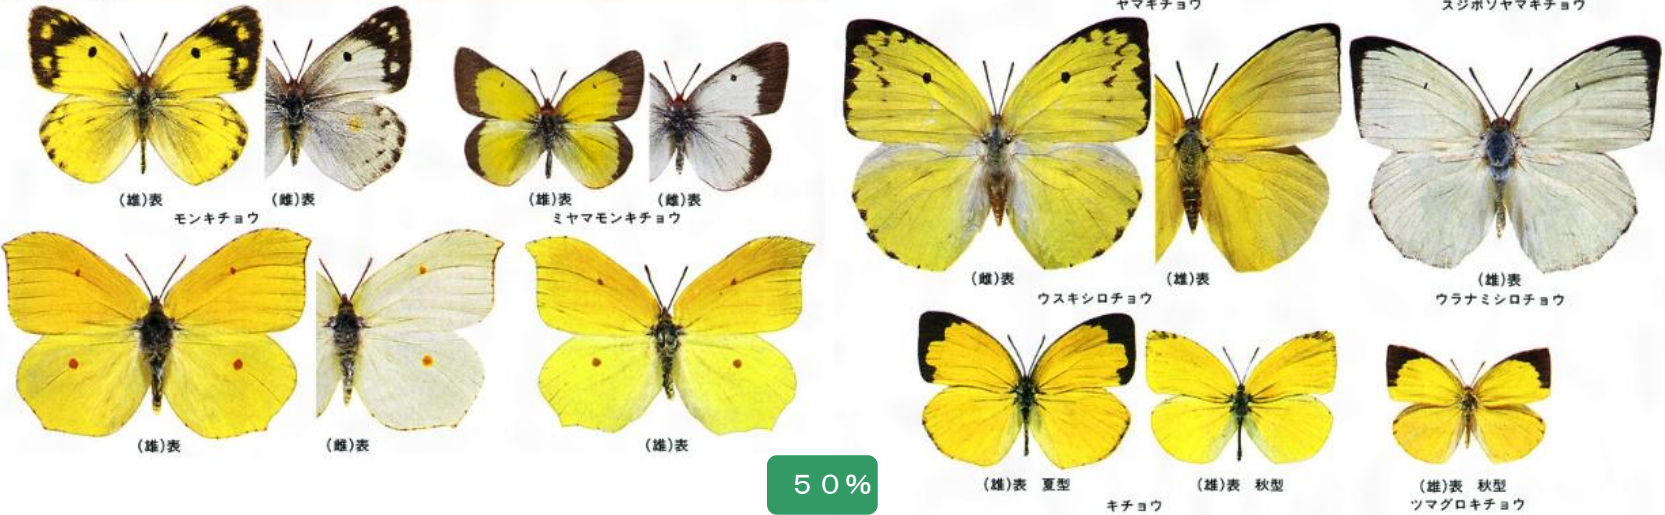 ヤマキチョウ
スジボソヤマキチョウ
(雄)表
(雌)表
モンキチョウ
(雄)表
(雌)表
ミヤマモンキチョウ
(雄)表
(雌)表
(雄)表
(雌)表
(雄)表
ウスキシロチョウ
(雄)表
ウラナミシロチョウ
50%
(雄)表 夏型
(雄)表 秋型
キチョウ
(雄)表 秋型
ツマグロキチョウ